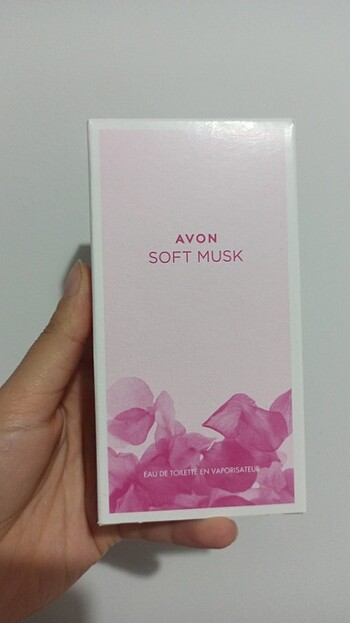 AVON
SOFT MUSK
EAU DE TOILETTE EN VAPORISATEUR